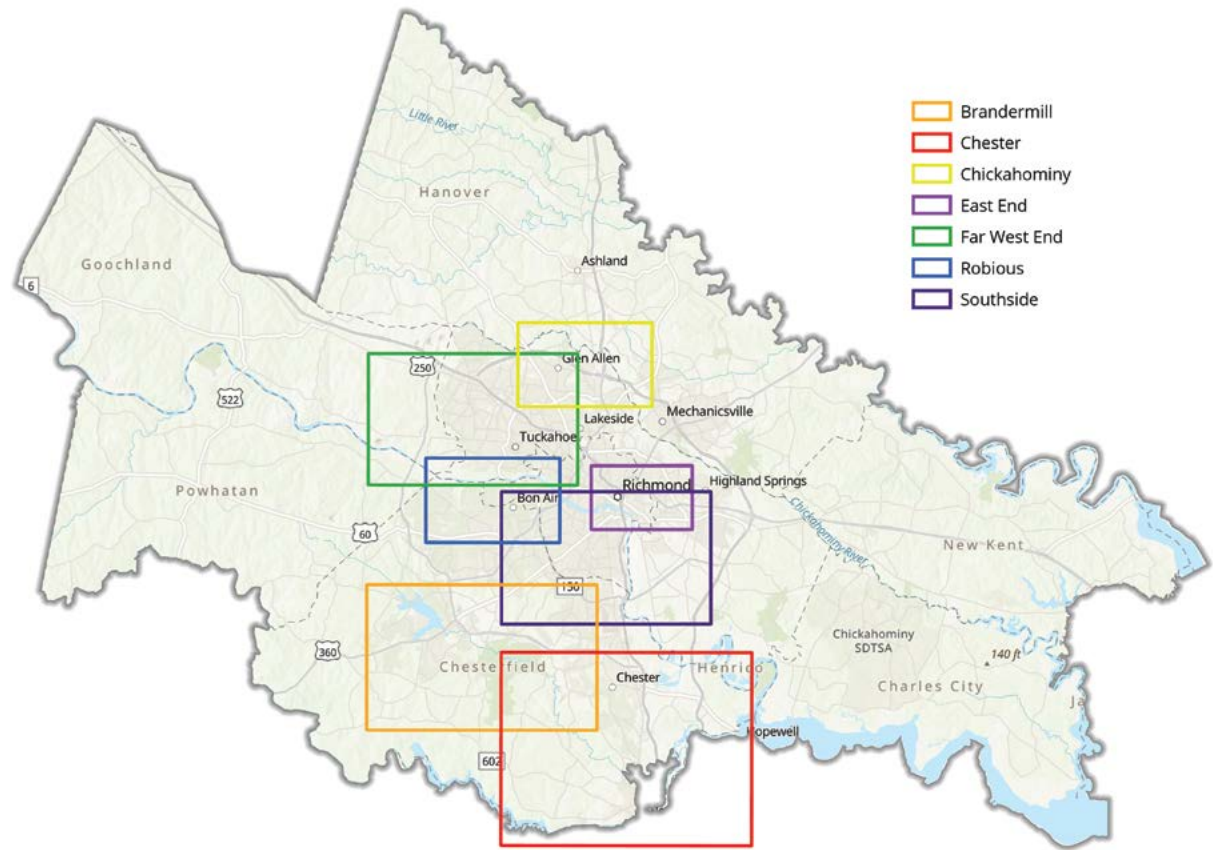 Little River
Brandermill
Chester
Chickahominy
East End
Far West End
Robious
Southside
Hanover
Goochland
Ashland
6
Glen Allen
250
522
Mechanicsville
Lakeside
Tuckahoe
Powhatan
Highland Springs
Richmond
Bon Air
60
Chickahominy River
New Kent
150
Chickahominy
SDTSA
360
140 ft
Chesterfield
Henrico
Chester
Charles City
Ja
Hopewell
602